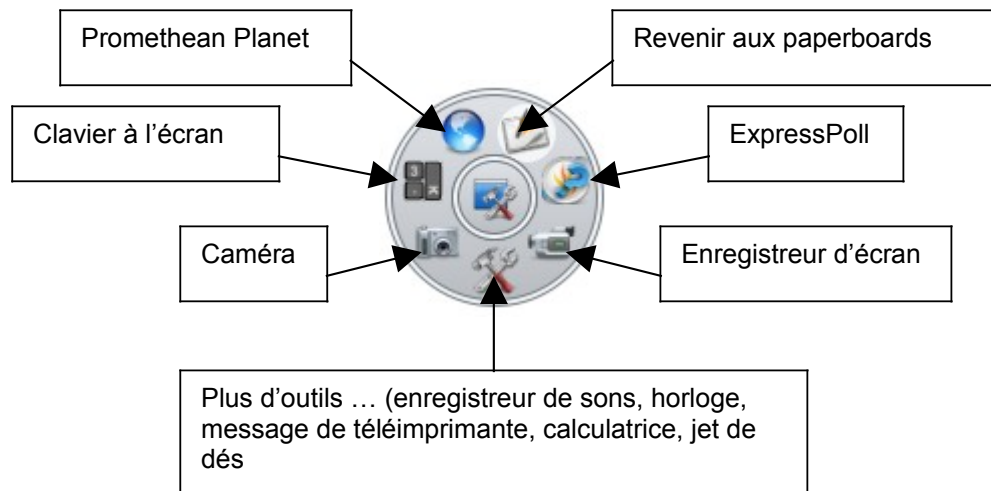 Promethean Planet
Revenir aux paperboards
Clavier à l’écran
ExpressPoll
Caméra
Enregistreur d’écran
Plus d’outils … (enregistreur de sons, horloge,
message de téléimprimante, calculatrice, jet de
dés